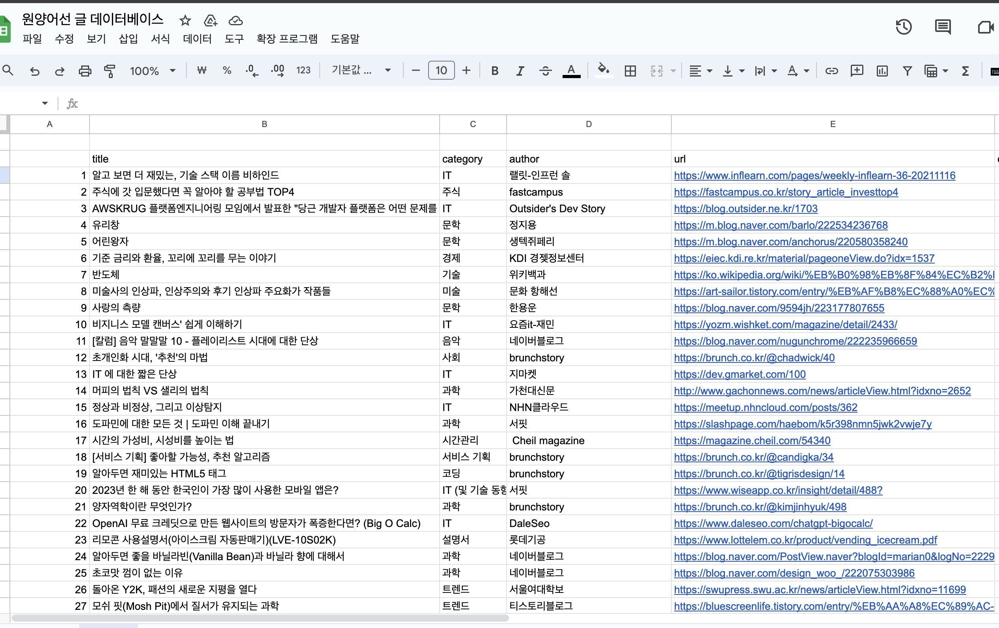 원양어선 글 데이터베이스
파일 수정 보기 삽입 서식 데이터 도구 확장 프로그램 도움말
100% ₩ % .0 .00 123 기본값 ... 10 B I A
fx
A B C D E
title category author url
1 알고 보면 더 재밌는, 기술 스택 이름 비하인드 IT 랠릿-인프런 솔 https://www.inflearn.com/pages/weekly-inflearn-36-20211116
2 주식에 갓 입문했다면 꼭 알아야 할 공부법 TOP4 주식 fastcampus https://fastcampus.co.kr/story_article_investtop4
3 AWSKRUG 플랫폼엔지니어링 모임에서 발표한 "당근 개발자 플랫폼은 어떤 문제를 IT Outsider's Dev Story https://blog.outsider.ne.kr/1703
4 유리창 문학 정지용 https://m.blog.naver.com/barlo/222534236768
5 어린왕자 문학 생텍쥐페리 https://m.blog.naver.com/anchorus/220580358240
6 기준 금리와 환율, 꼬리에 꼬리를 무는 이야기 경제 KDI 경젲정보센터 https://eiec.kdi.re.kr/material/pageoneView.do?idx=1537
7 반도체 기술 위키백과 https://ko.wikipedia.org/wiki/%EB%B0%98%EB%8F%84%EC%B2%
8 미술사의 인상파, 인상주의와 후기 인상파 주요화가 작품들 미술 문화 항해선 https://art-sailor.tistory.com/entry/%EB%AF%B8%EC%88%A0%EC%
9 사랑의 측량 문학 한용운 https://blog.naver.com/9594jh/223177807655
10 비지니스 모델 캔버스' 쉽게 이해하기 IT 요즘it-재민 https://yozm.wishket.com/magazine/detail/2433/
11 [칼럼] 음악 말말말 10 - 플레이리스트 시대에 대한 단상 음악 네이버블로그 https://blog.naver.com/nugunchrome/222235966659
12 초개인화 시대, '추천'의 마법 사회 brunchstory https://brunch.co.kr/@chadwick/40
13 IT 에 대한 짧은 단상 IT 지마켓 https://dev.gmarket.com/100
14 머피의 법칙 VS 샐리의 법칙 과학 가천대신문 http://www.gachonnews.com/news/articleView.html?idxno=2652
15 정상과 비정상, 그리고 이상탐지 IT NHN클라우드 https://meetup.nhncloud.com/posts/362
16 도파민에 대한 모든 것 | 도파민 이해 끝내기 과학 서핏 https://slashpage.com/haebom/k5r398nmn5jwk2vwje7y
17 시간의 가성비, 시성비를 높이는 법 시간관리 Cheil magazine https://magazine.cheil.com/54340
18 [서비스 기획] 좋아할 가능성, 추천 알고리즘 서비스 기획 brunchstory https://brunch.co.kr/@candigka/34
19 알아두면 재미있는 HTML5 태그 코딩 brunchstory https://brunch.co.kr/@tigrisdesign/14
20 2023년 한 해 동안 한국인이 가장 많이 사용한 모바일 앱은? IT (및 기술 동향 서핏 https://www.wiseapp.co.kr/insight/detail/488?
21 양자역학이란 무엇인가? 과학 brunchstory https://brunch.co.kr/@kimjinhyuk/498
22 OpenAI 무료 크레딧으로 만든 웹사이트의 방문자가 폭증한다면? (Big O Calc) IT DaleSeo https://www.daleseo.com/chatgpt-bigocalc/
23 리모콘 사용설명서(아이스크림 자동판매기)(LVE-10S02K) 설명서 롯데기공 https://www.lottelem.co.kr/product/vending_icecream.pdf
24 알아두면 좋을 바닐라빈(Vanilla Bean)과 바닐라 향에 대해서 과학 네이버블로그 https://blog.naver.com/PostView.naver?blogId=marian0&logNo=2229
25 초코맛 껌이 없는 이유 과학 네이버블로그 https://blog.naver.com/design_woo_/222075303986
26 돌아온 Y2K, 패션의 새로운 지평을 열다 트렌드 서울여대학보 https://swupress.swu.ac.kr/news/articleView.html?idxno=11699
27 모쉬 핏(Mosh Pit)에서 질서가 유지되는 과학 트렌드 티스토리블로그 https://bluescreenlife.tistory.com/entry/%EB%AA%A8%EC%89%AC-